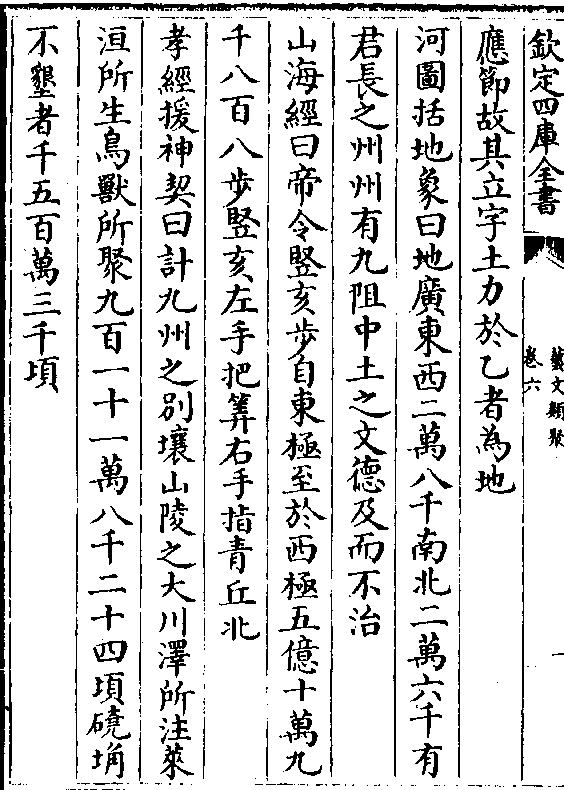 欽定四庫全書
藝文類聚
卷六
一
應節故其立字土力於乙者為地
河圖括地象曰地廣東西二萬八千南北二萬六千有
君長之州州有九阻中土之文德及而不治
山海經曰帝令竪亥步自東極至於西極五億十萬九
千八百八步竪亥左手把筭右手指青丘北
孝經援神契曰計九州之别壤山陵之大川澤所注萊
洹所生鳥獸所聚九百一十一萬八千二十四頃磽埆
不墾者千五百萬三千頃